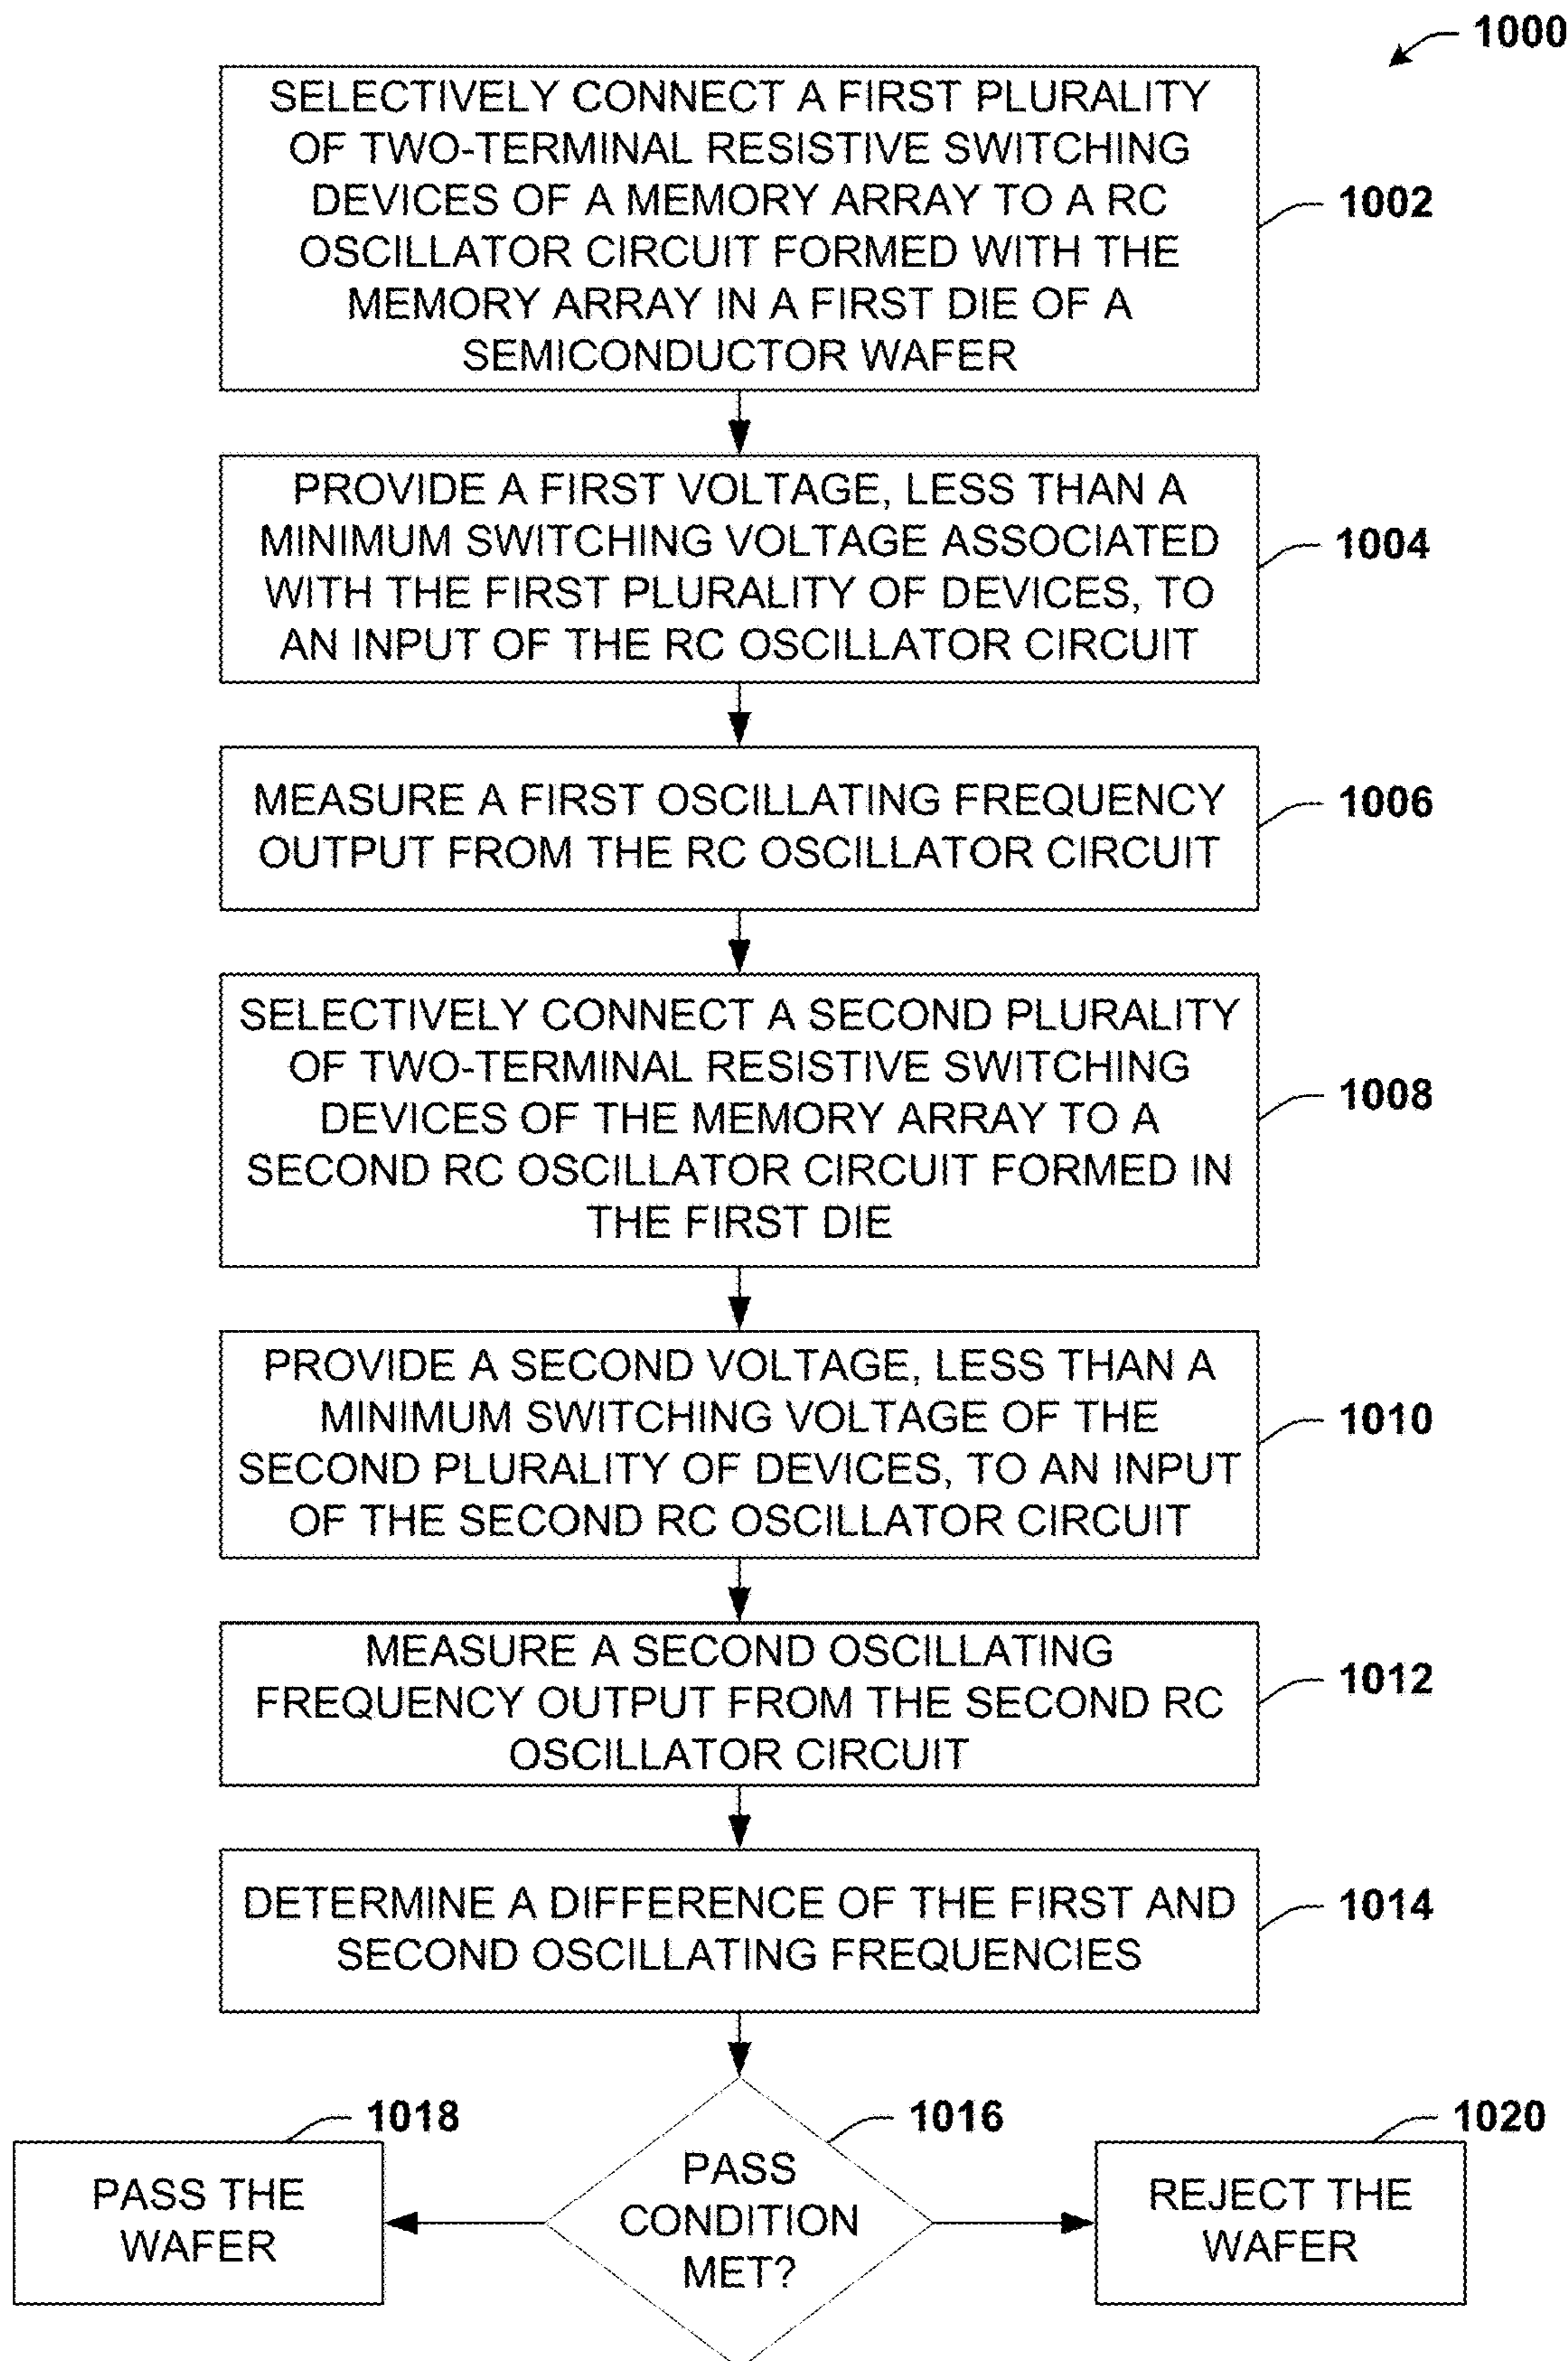 1000
SELECTIVELY CONNECT A FIRST PLURALITY
OF TWO-TERMINAL RESISTIVE SWITCHING
DEVICES OF A MEMORY ARRAY TO A RC
OSCILLATOR CIRCUIT FORMED WITH THE
MEMORY ARRAY IN A FIRST DIE OF A
SEMICONDUCTOR WAFER
1002
PROVIDE A FIRST VOLTAGE, LESS THAN A
MINIMUM SWITCHING VOLTAGE ASSOCIATED
WITH THE FIRST PLURALITY OF DEVICES, TO
AN INPUT OF THE RC OSCILLATOR CIRCUIT
1004
MEASURE A FIRST OSCILLATING FREQUENCY
OUTPUT FROM THE RC OSCILLATOR CIRCUIT
1006
SELECTIVELY CONNECT A SECOND PLURALITY
OF TWO-TERMINAL RESISTIVE SWITCHING
DEVICES OF THE MEMORY ARRAY TO A
SECOND RC OSCILLATOR CIRCUIT FORMED IN
THE FIRST DIE
1008
PROVIDE A SECOND VOLTAGE, LESS THAN A
MINIMUM SWITCHING VOLTAGE OF THE
SECOND PLURALITY OF DEVICES, TO AN INPUT
OF THE SECOND RC OSCILLATOR CIRCUIT
1010
MEASURE A SECOND OSCILLATING
FREQUENCY OUTPUT FROM THE SECOND RC
OSCILLATOR CIRCUIT
1012
DETERMINE A DIFFERENCE OF THE FIRST AND
SECOND OSCILLATING FREQUENCIES
1014
1018
PASS THE
WAFER
1016
PASS
CONDITION
MET?
1020
REJECT THE
WAFER